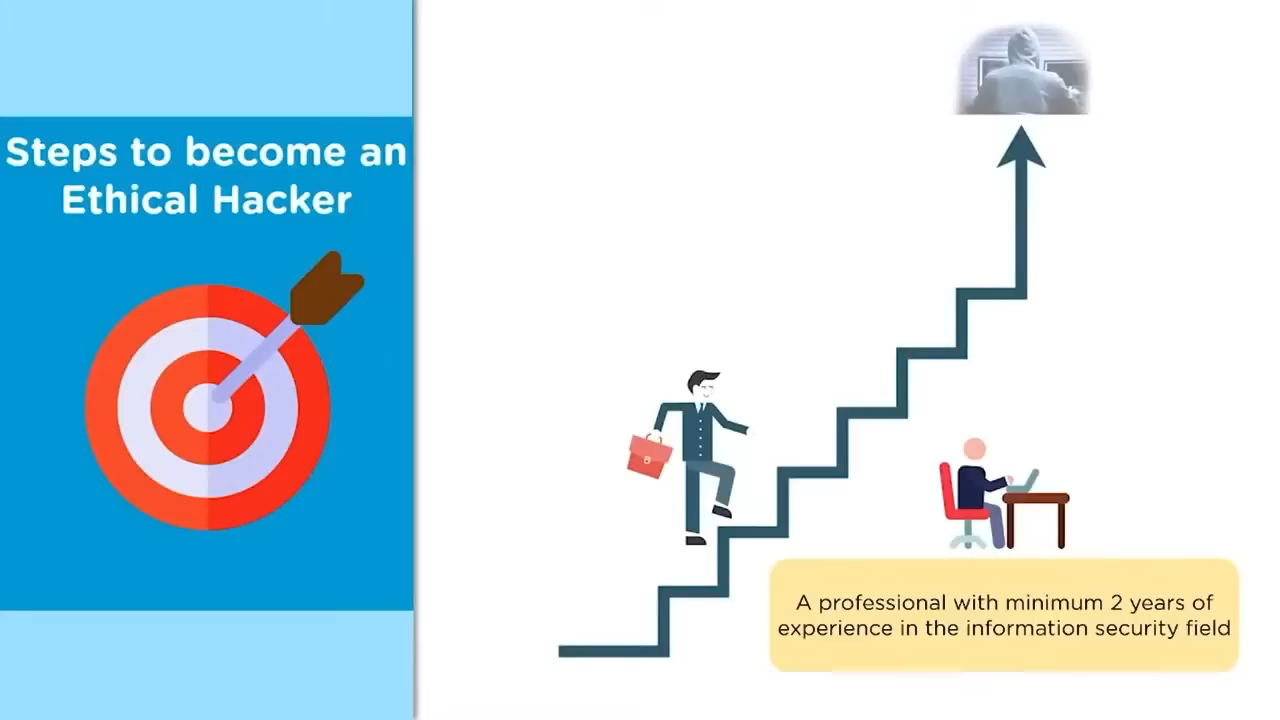 Steps to become an
Ethical Hacker
A professional with minimum 2 years of
experience in the information security field